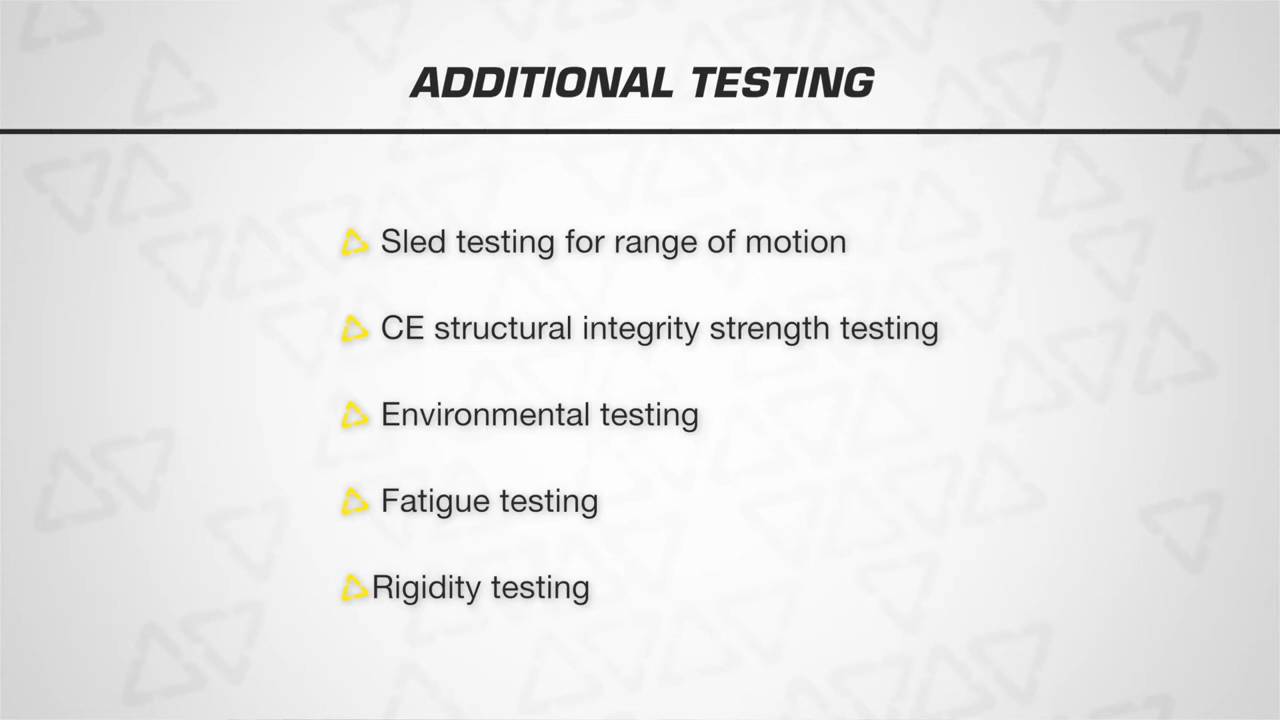 ADDITIONAL TESTING
Sled testing for range of motion
CE structural integrity strength testing
Environmental testing
Fatigue testing
Rigidity testing